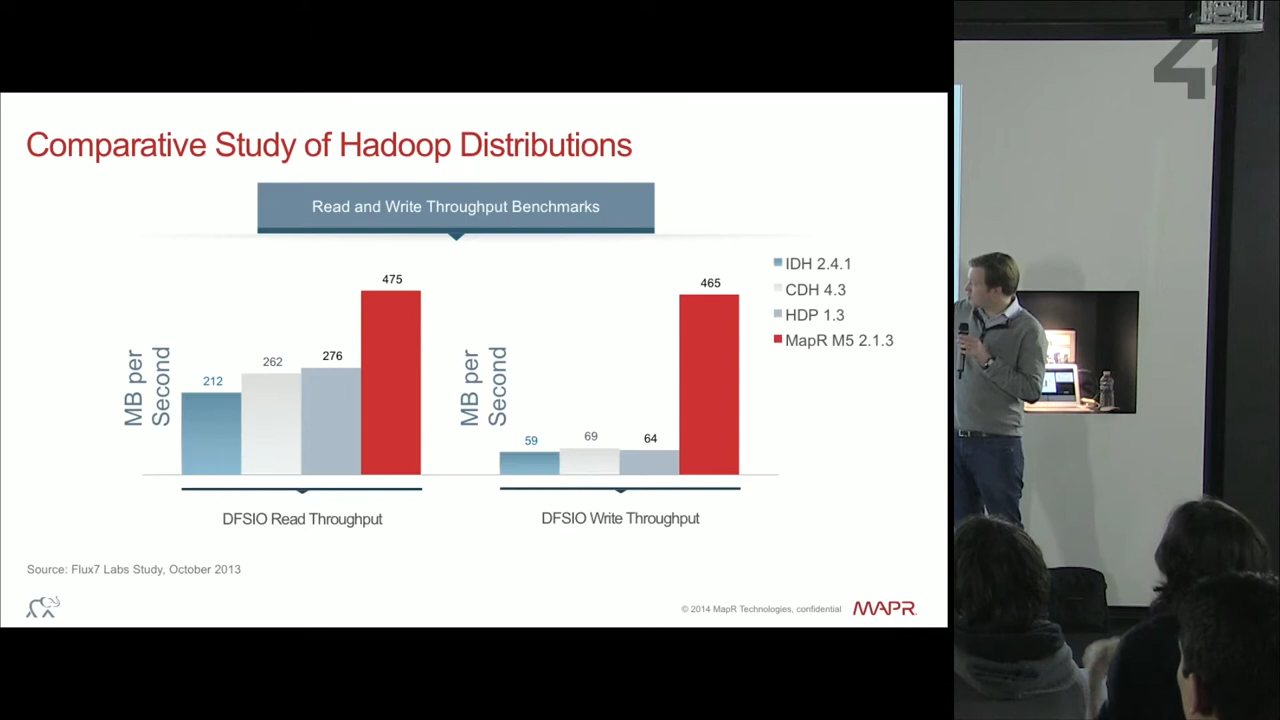 Comparative Study of Hadoop Distributions
Read and Write Throughput Benchmarks
IDH 2.4.1
CDH 4.3
HDP 1.3
MapR M5 2.1.3
MB per
Second
212
262
276
475
DFSIO Read Throughput
MB per
Second
59
69
64
465
DFSIO Write Throughput
Source: Flux7 Labs Study, October 2013
© 2014 MapR Technologies, confidential
MAPR
42